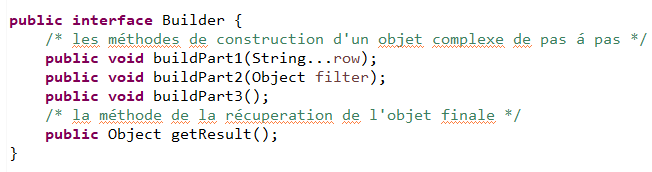 public interface Builder {
/* les méthodes de construction d'un objet complexe de pas á pas */
public void buildPart1(String...row);
public void buildPart2(Object filter);
public void buildPart3();
/* la méthode de la récuperation de l'objet finale */
public Object getResult();
}